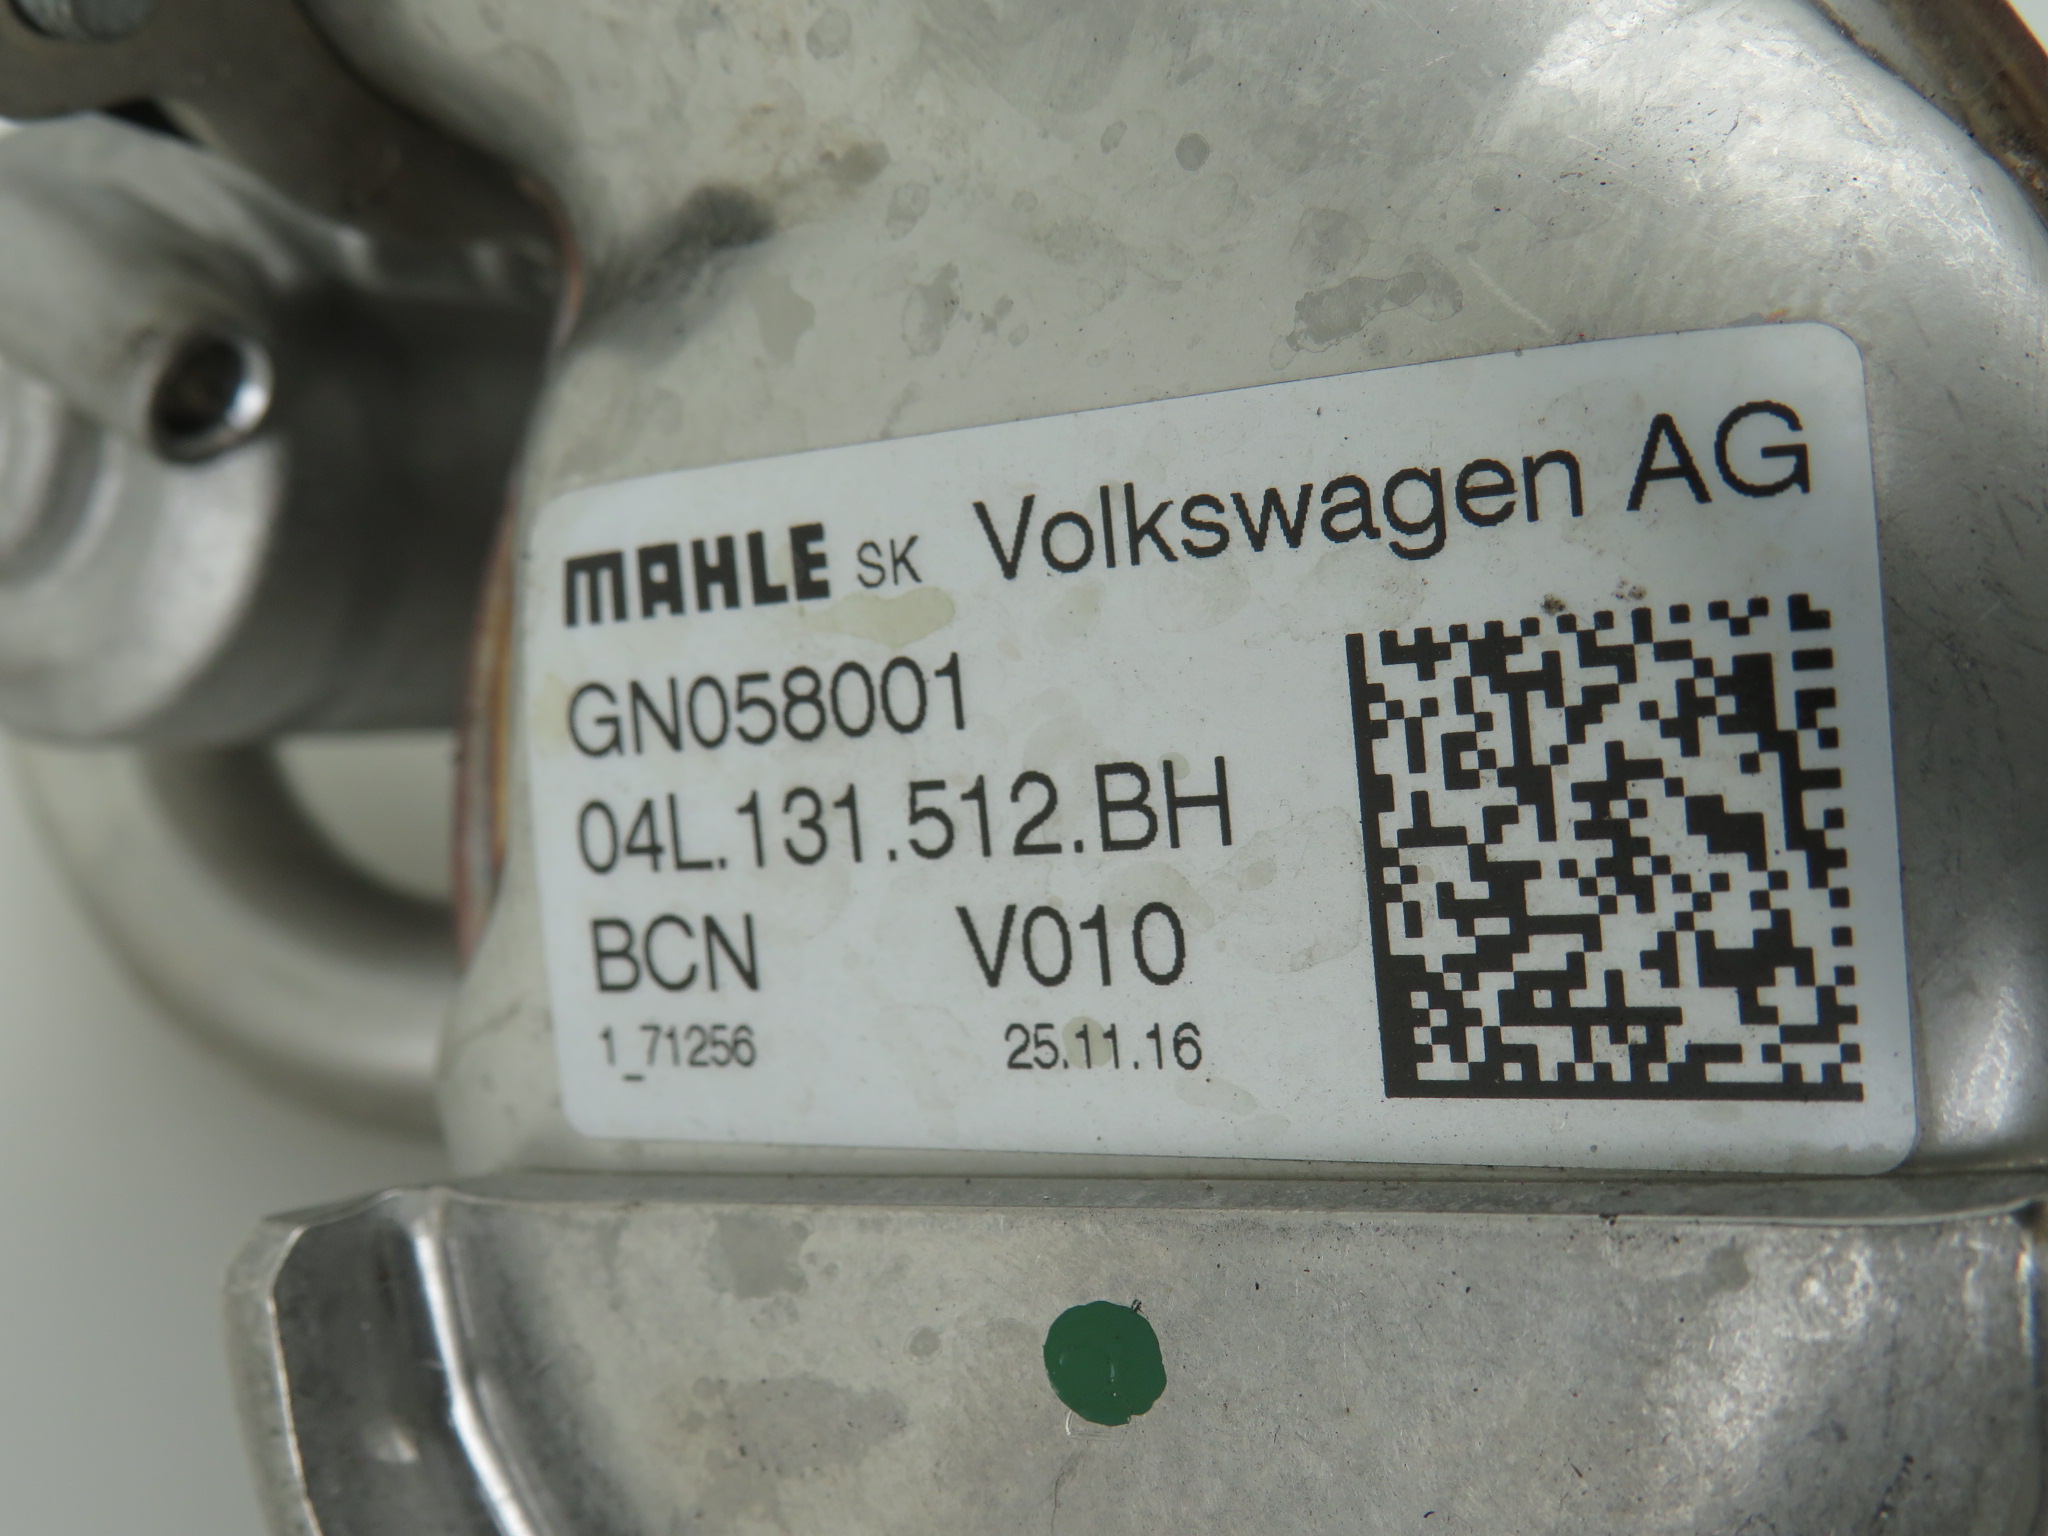 MAHLE SK Volkswagen AG
GN058001
04L.131.512.BH
BCN V010
1_71256 25.11.16